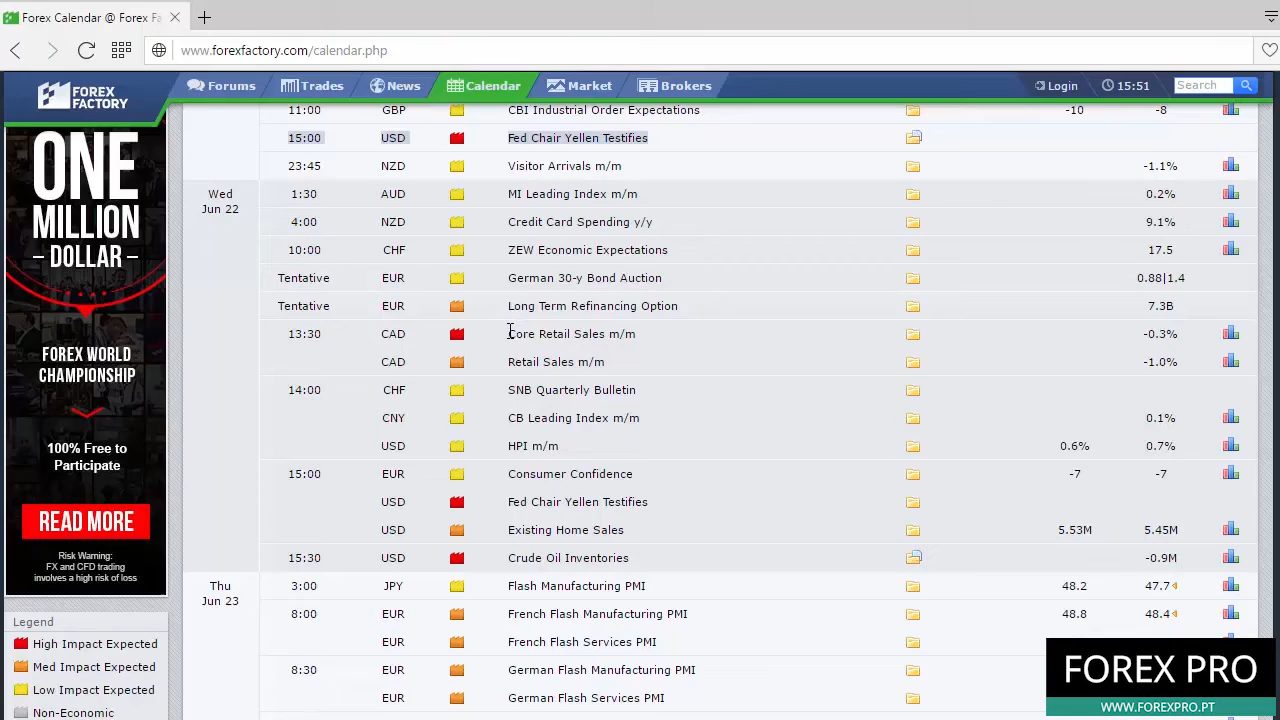 Forex Calendar @ Forex Fa
www.forexfactory.com/calendar.php
FOREX FACTORY
Forums Trades News Calendar Market Brokers Login 15:51 Search
11:00 GBP CBI Industrial Order Expectations -10 -8
15:00 USD Fed Chair Yellen Testifies
23:45 NZD Visitor Arrivals m/m -1.1%
Wed Jun 22 1:30 AUD MI Leading Index m/m 0.2%
4:00 NZD Credit Card Spending y/y 9.1%
10:00 CHF ZEW Economic Expectations 17.5
Tentative EUR German 30-y Bond Auction 0.88|1.4
Tentative EUR Long Term Refinancing Option 7.3B
13:30 CAD Core Retail Sales m/m -0.3%
CAD Retail Sales m/m -1.0%
14:00 CHF SNB Quarterly Bulletin
CNY CB Leading Index m/m 0.1%
USD HPI m/m 0.6% 0.7%
15:00 EUR Consumer Confidence -7 -7
USD Fed Chair Yellen Testifies
USD Existing Home Sales 5.53M 5.45M
15:30 USD Crude Oil Inventories -0.9M
Thu Jun 23 3:00 JPY Flash Manufacturing PMI 48.2 47.7
8:00 EUR French Flash Manufacturing PMI 48.8 48.4
EUR French Flash Services PMI
8:30 EUR German Flash Manufacturing PMI
EUR German Flash Services PMI
ONE
MILLION
– DOLLAR –
FOREX WORLD
CHAMPIONSHIP
100% Free to
Participate
READ MORE
Risk Warning:
FX and CFD trading
involves a high risk of loss
Legend
High Impact Expected
Med Impact Expected
Low Impact Expected
Non-Economic
FOREX PRO
WWW.FOREXPRO.PT